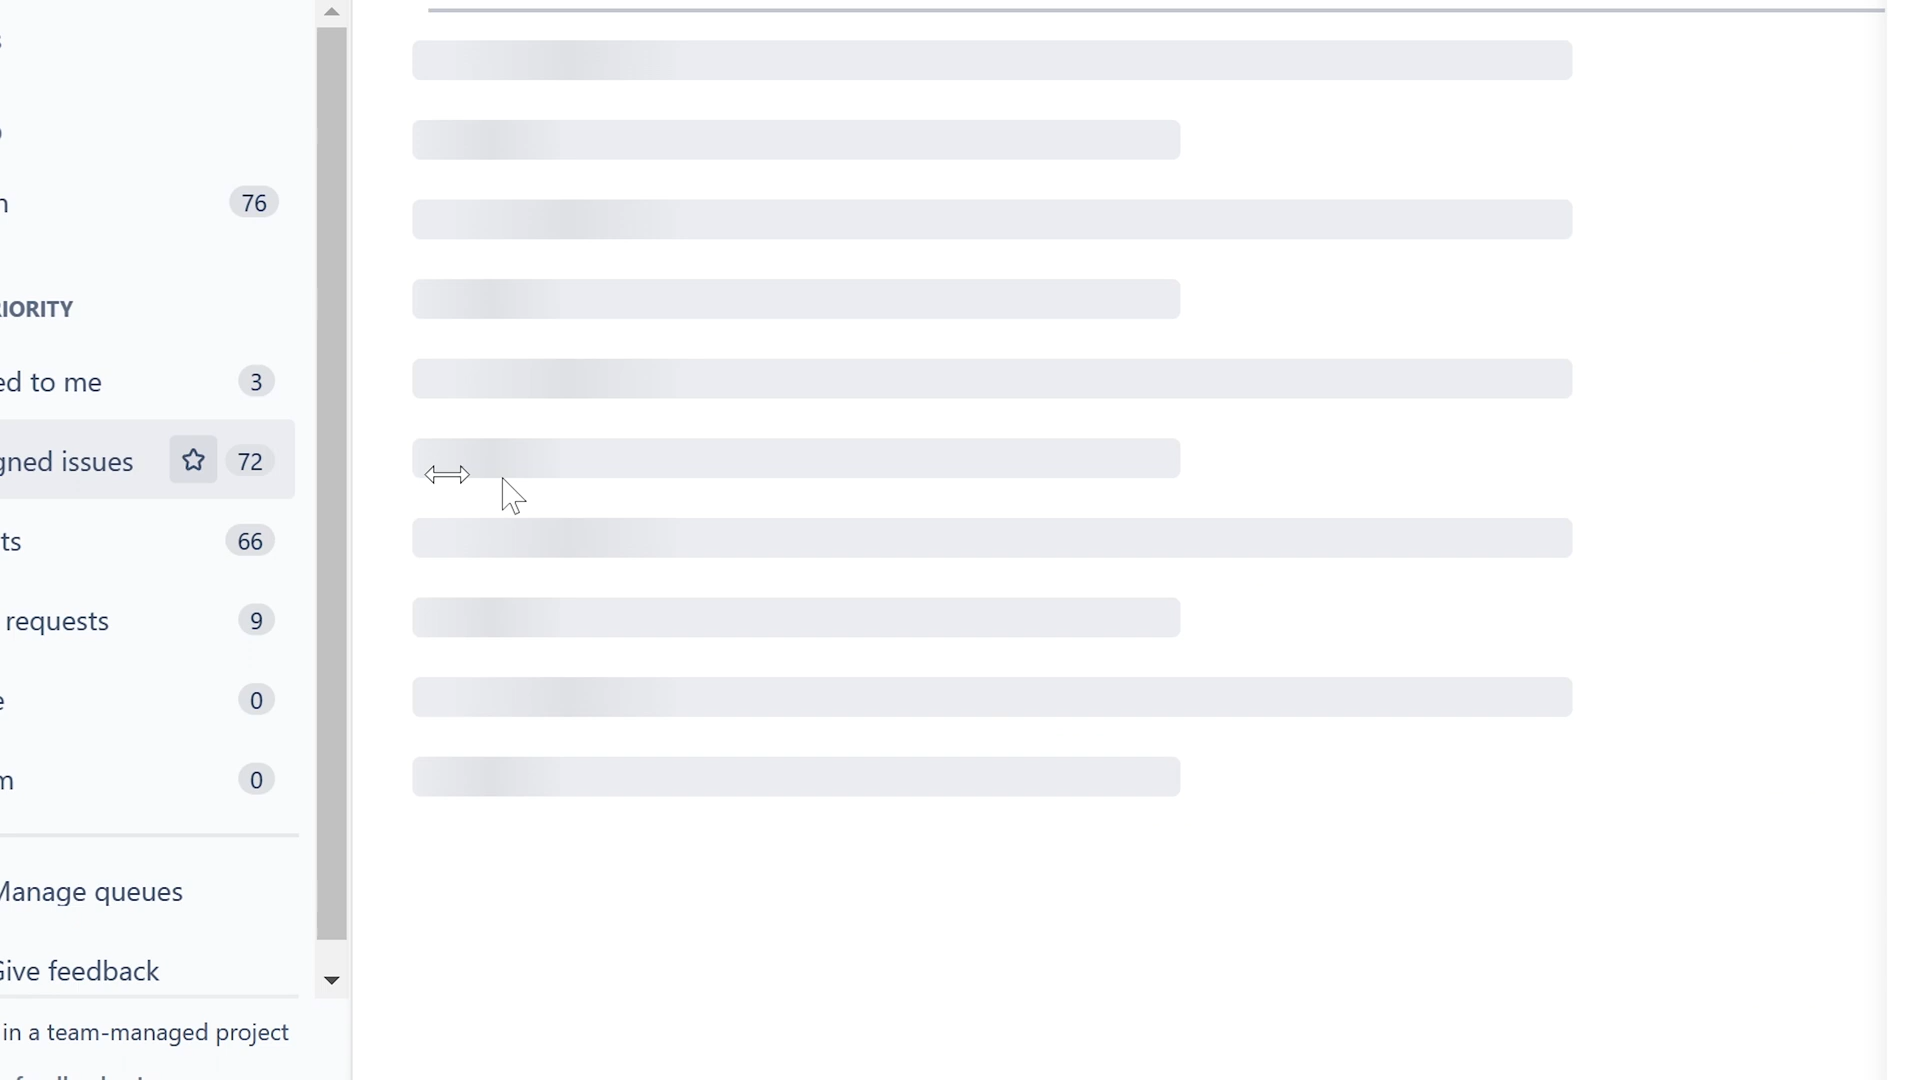 76
RIORITY
ed to me 3
gned issues 72
ts 66
requests 9
e 0
m 0
Manage queues
Give feedback
in a team-managed project